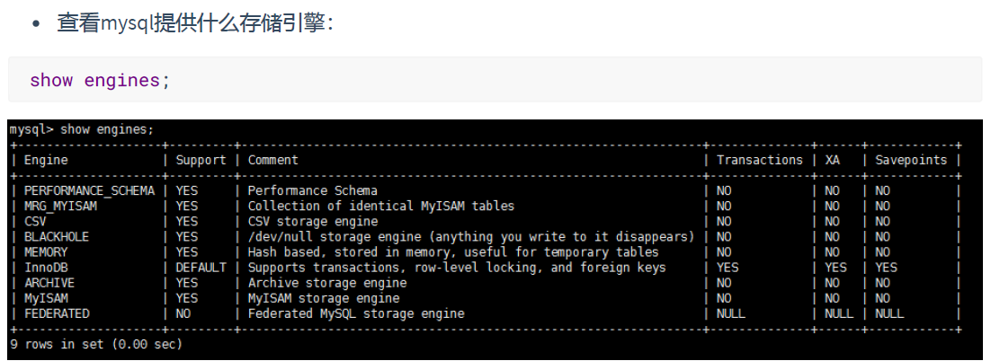 查看mysql提供什么存储引擎：
show engines;
mysql> show engines;
+--------------------+---------+----------------------------------------------------------------+--------------+------+------------+
| Engine | Support | Comment | Transactions | XA | Savepoints |
+--------------------+---------+----------------------------------------------------------------+--------------+------+------------+
| PERFORMANCE_SCHEMA | YES | Performance Schema | NO | NO | NO |
| MRG_MYISAM | YES | Collection of identical MyISAM tables | NO | NO | NO |
| CSV | YES | CSV storage engine | NO | NO | NO |
| BLACKHOLE | YES | /dev/null storage engine (anything you write to it disappears) | NO | NO | NO |
| MEMORY | YES | Hash based, stored in memory, useful for temporary tables | NO | NO | NO |
| InnoDB | DEFAULT | Supports transactions, row-level locking, and foreign keys | YES | YES | YES |
| ARCHIVE | YES | Archive storage engine | NO | NO | NO |
| MyISAM | YES | MyISAM storage engine | NO | NO | NO |
| FEDERATED | NO | Federated MySQL storage engine | NULL | NULL | NULL |
+--------------------+---------+----------------------------------------------------------------+--------------+------+------------+
9 rows in set (0.00 sec)